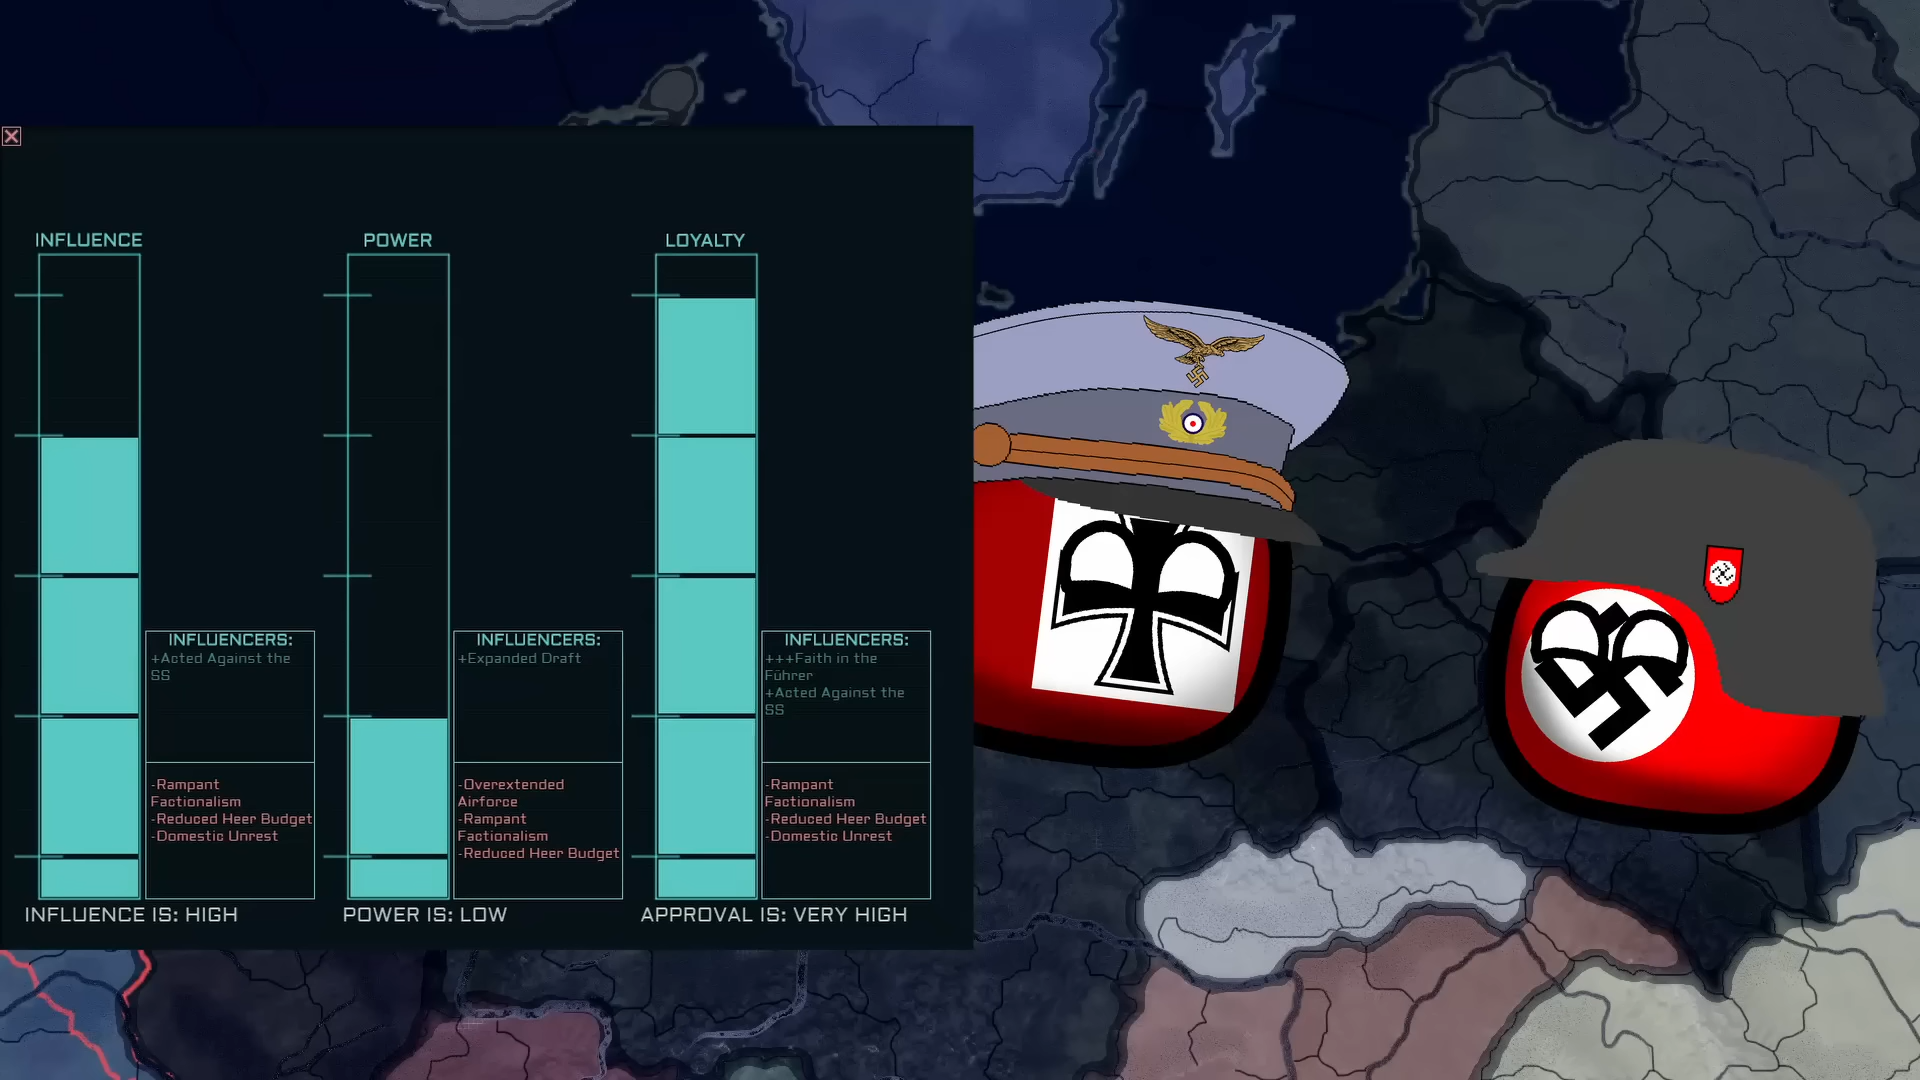 INFLUENCE
INFLUENCERS:
+Acted Against the
SS
-Rampant
Factionalism
-Reduced Heer Budget
-Domestic Unrest
INFLUENCE IS: HIGH
POWER
INFLUENCERS:
+Expanded Draft
-Overextended
Airforce
-Rampant
Factionalism
-Reduced Heer Budget
POWER IS: LOW
LOYALTY
INFLUENCERS:
+++Faith in the
Führer
+Acted Against the
SS
-Rampant
Factionalism
-Reduced Heer Budget
-Domestic Unrest
APPROVAL IS: VERY HIGH